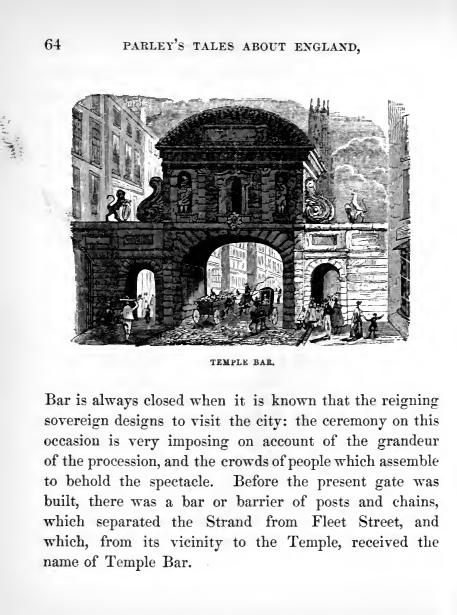 64 PARLEY'S TALES ABOUT ENGLAND,
TEMPLE BAR.
Bar is always closed when it is known that the reigning
sovereign designs to visit the city: the ceremony on this
occasion is very imposing on account of the grandeur
of the procession, and the crowds of people which assemble
to behold the spectacle. Before the present gate was
built, there was a bar or barrier of posts and chains,
which separated the Strand from Fleet Street, and
which, from its vicinity to the Temple, received the
name of Temple Bar.